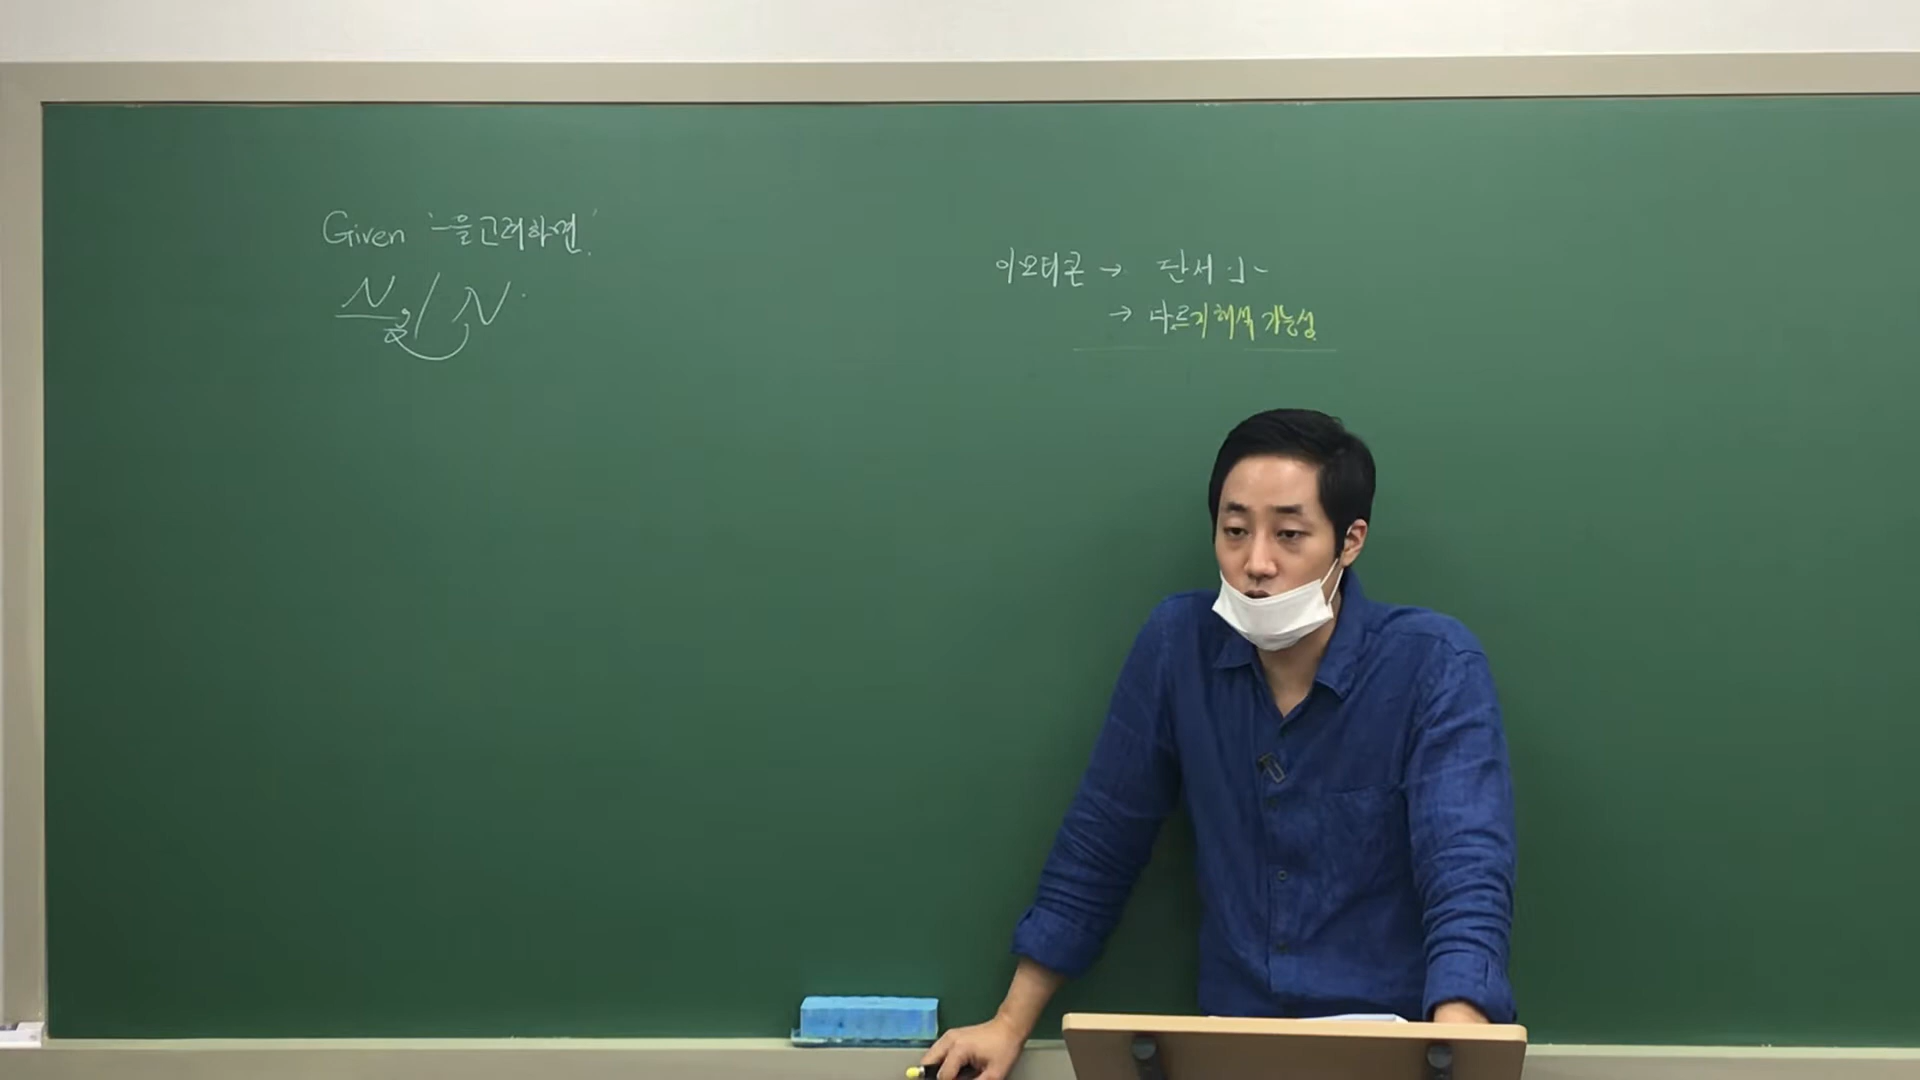 Given '~을 고려하면'
N / N
이모티콘 → 단서
→ 다르게 해석 가능성